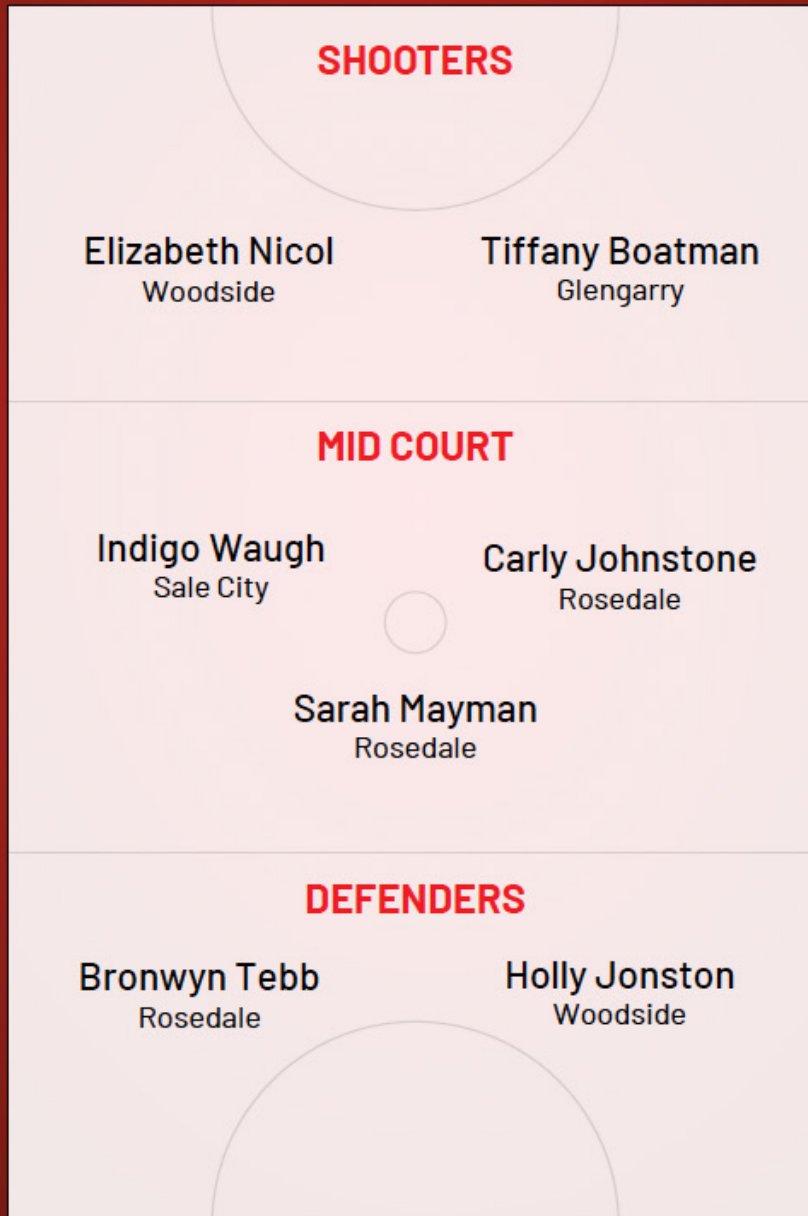 SHOOTERS
Elizabeth Nicol
Tiffany Boatman
Woodside
Glengarry
MID COURT
Indigo Waugh
Carly Johnstone
Sale City
Rosedale
Sarah Mayman
Rosedale
DEFENDERS
Bronwyn Tebb
Holly Jonston
Rosedale
Woodside